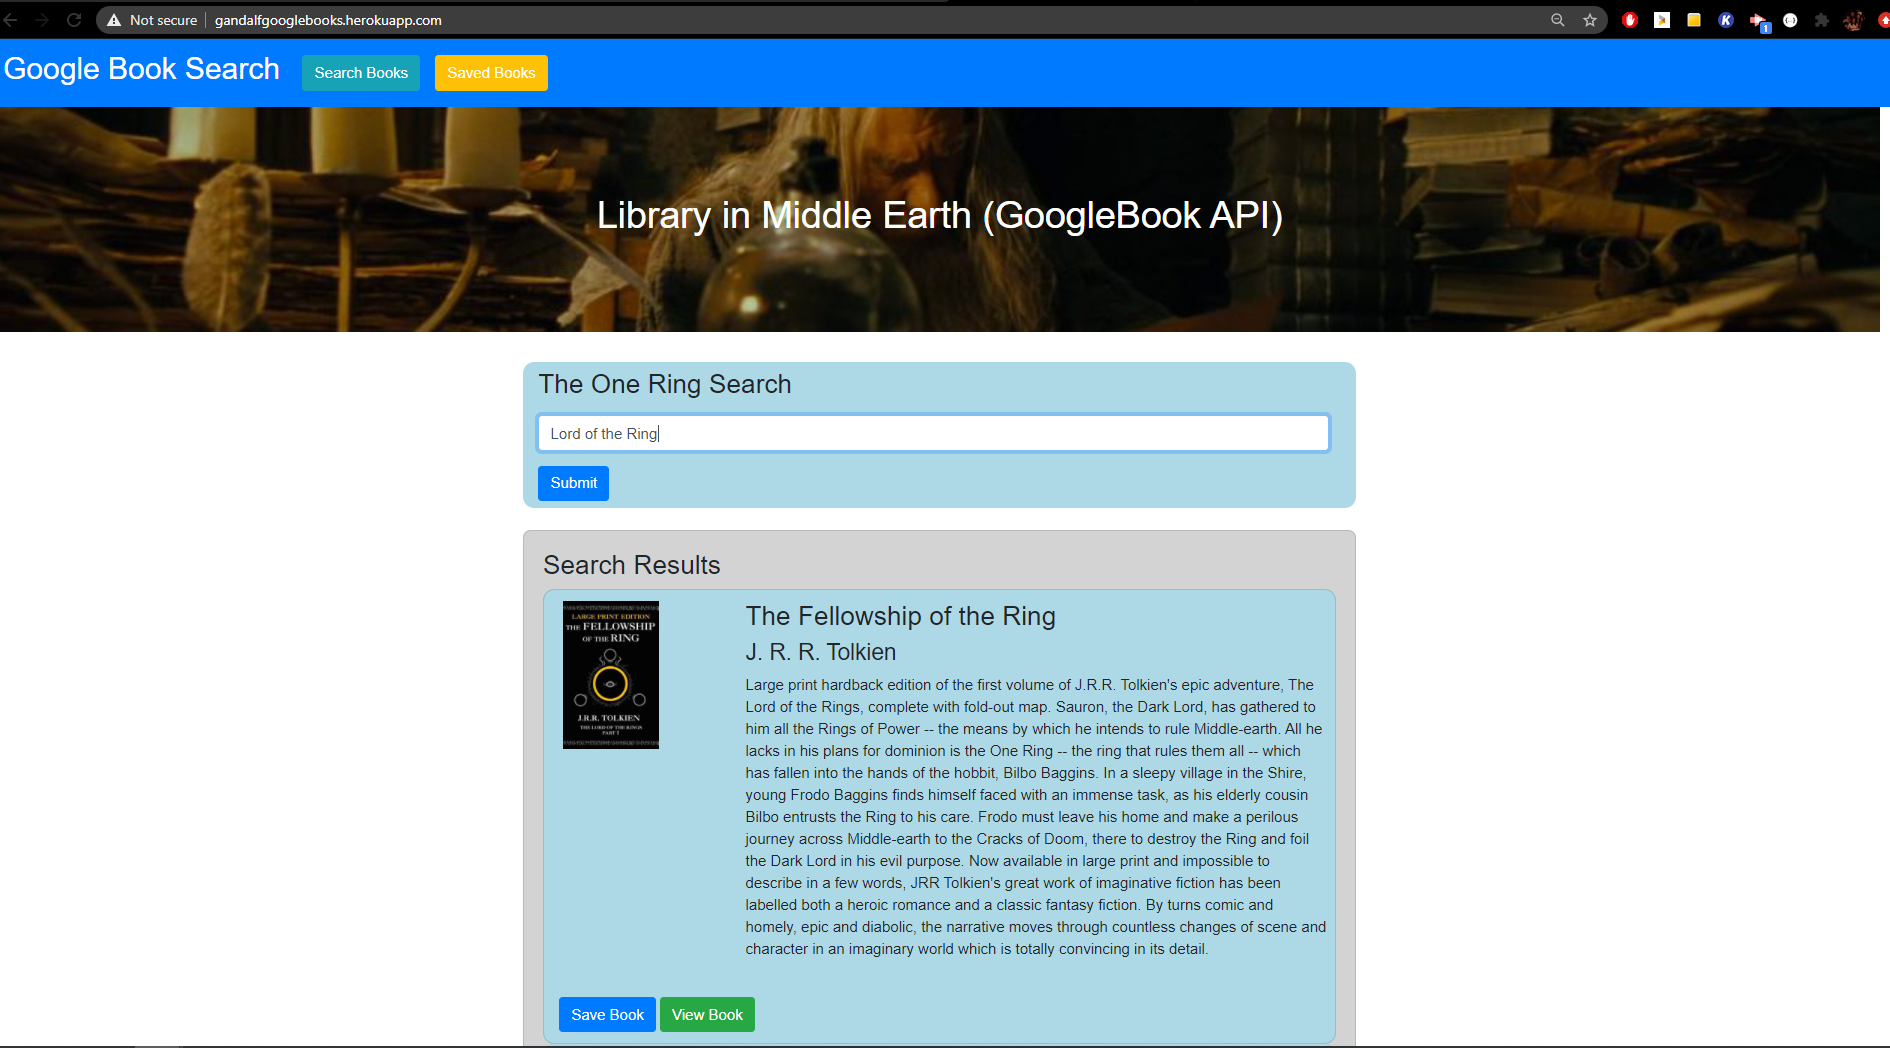 Not secure
gandalfgooglebooks.herokuapp.com
1
Google Book Search
Search Books
Saved Books
Library in Middle Earth (GoogleBook API)
The One Ring Search
Lord of the Ring
Submit
Search Results
LARGE PRINT EDITION
THE FELLOWSHIP
OF THE RING
J.R.R. TOLKIEN
THE LORD OF THE RINGS
PART I
The Fellowship of the Ring
J. R. R. Tolkien
Large print hardback edition of the first volume of J.R.R. Tolkien's epic adventure, The
Lord of the Rings, complete with fold-out map. Sauron, the Dark Lord, has gathered to
him all the Rings of Power -- the means by which he intends to rule Middle-earth. All he
lacks in his plans for dominion is the One Ring -- the ring that rules them all -- which
has fallen into the hands of the hobbit, Bilbo Baggins. In a sleepy village in the Shire,
young Frodo Baggins finds himself faced with an immense task, as his elderly cousin
Bilbo entrusts the Ring to his care. Frodo must leave his home and make a perilous
journey across Middle-earth to the Cracks of Doom, there to destroy the Ring and foil
the Dark Lord in his evil purpose. Now available in large print and impossible to
describe in a few words, JRR Tolkien's great work of imaginative fiction has been
labelled both a heroic romance and a classic fantasy fiction. By turns comic and
homely, epic and diabolic, the narrative moves through countless changes of scene and
character in an imaginary world which is totally convincing in its detail.
Save Book
View Book